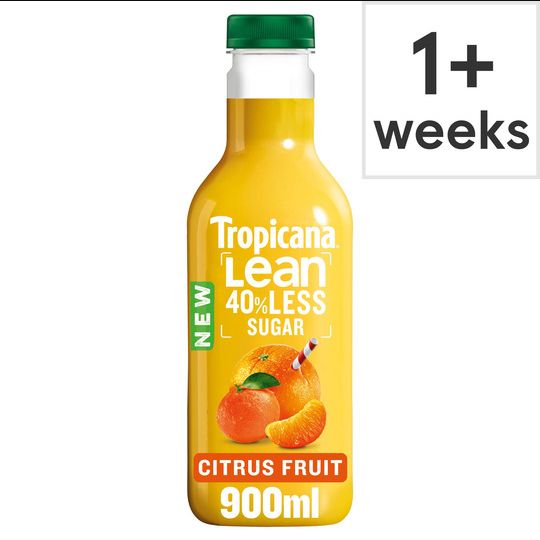 1+
weeks
Tropicana
Lean
40% LESS
SUGAR
NEW
CITRUS FRUIT
900ml